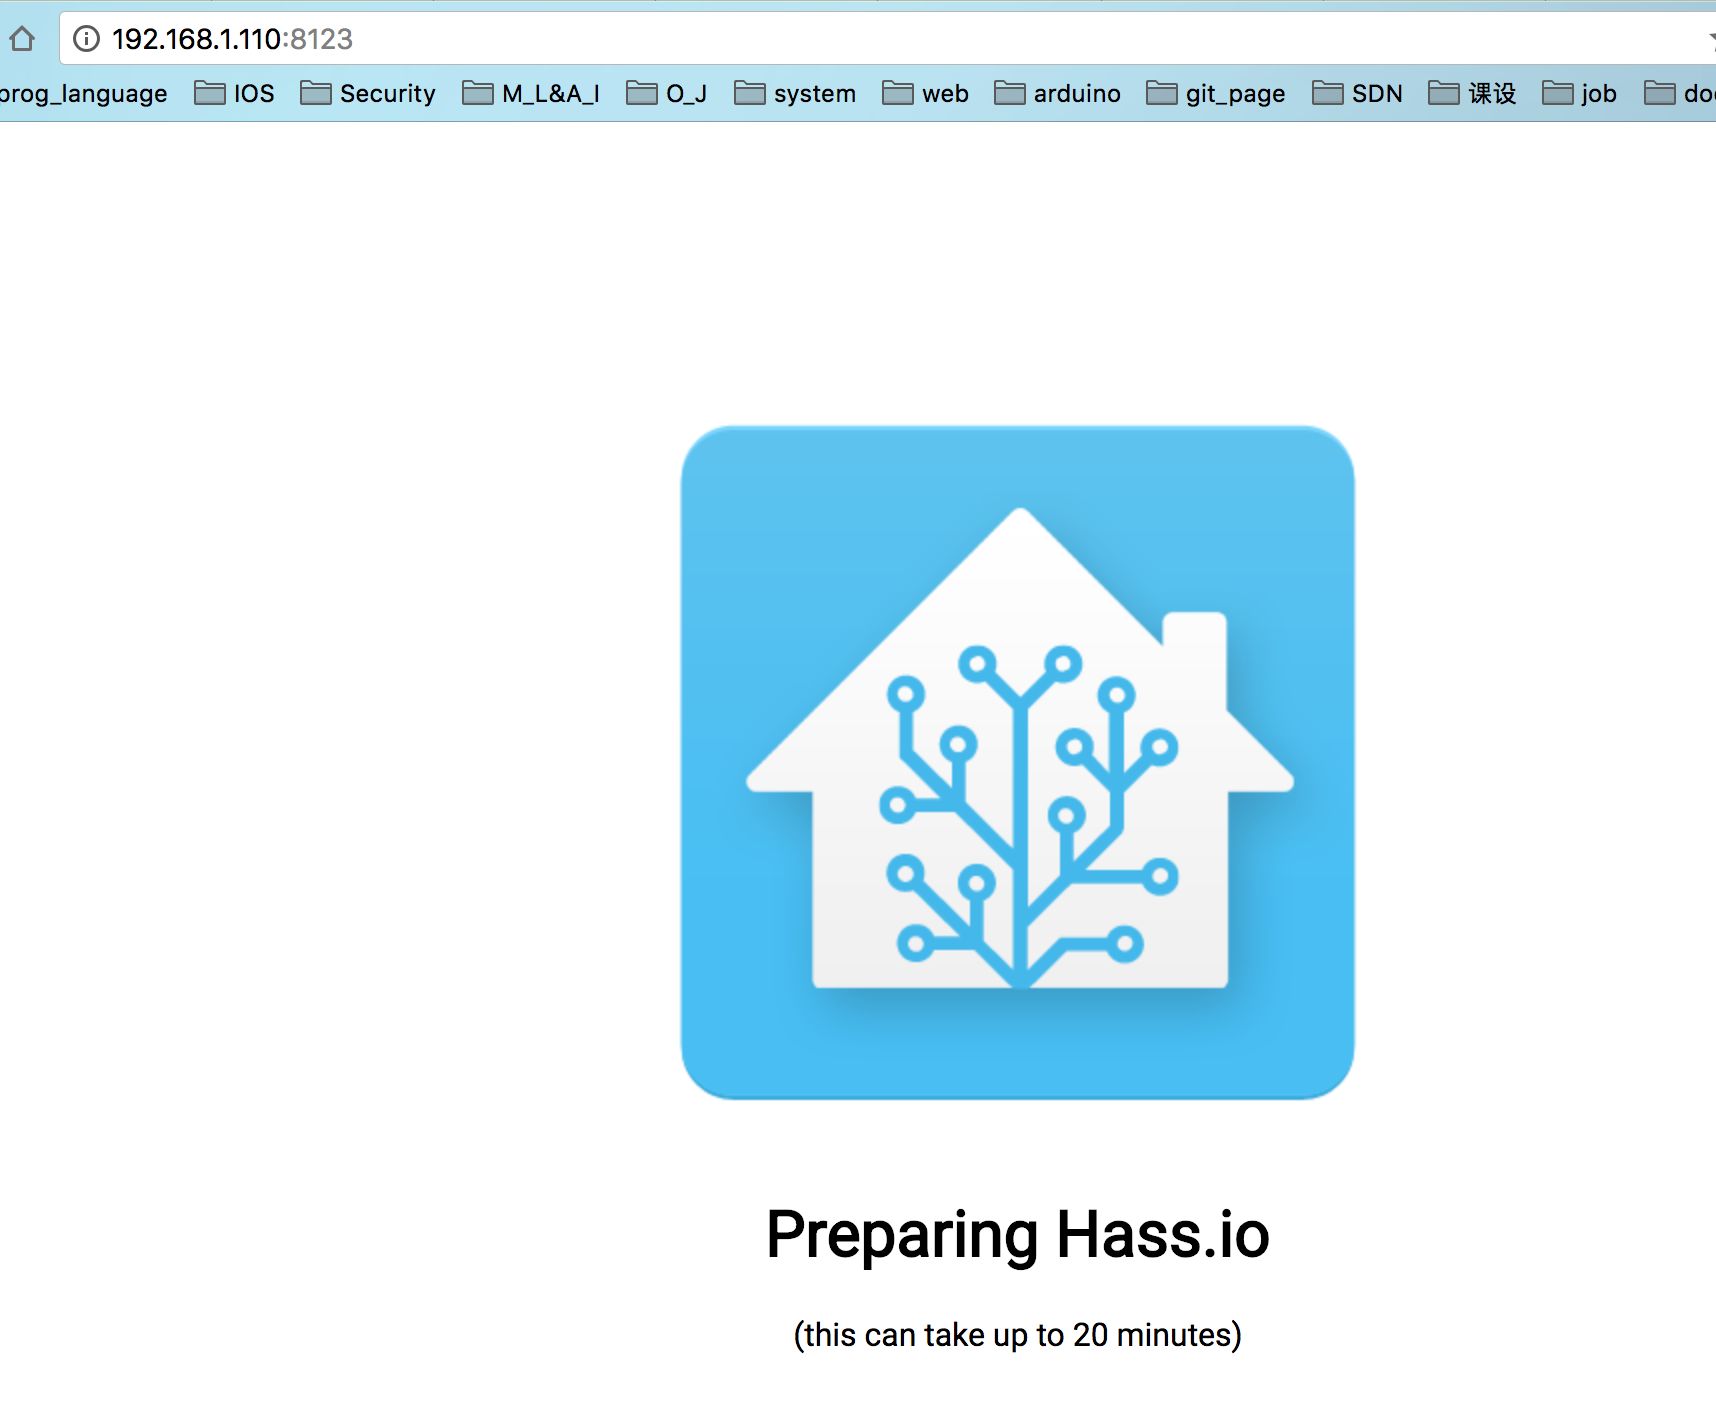 192.168.1.110:8123
prog_language IOS Security M_L&A_I O_J system web arduino git_page SDN 课设 job
Preparing Hass.io
(this can take up to 20 minutes)